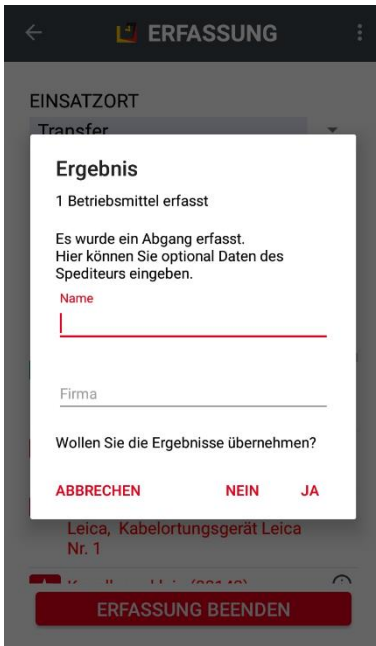 ERFASSUNG
EINSATZORT
Transfer
Ergebnis
1 Betriebsmittel erfasst
Es wurde ein Abgang erfasst.
Hier können Sie optional Daten des
Spediteurs eingeben.
Name
Firma
Wollen Sie die Ergebnisse übernehmen?
ABBRECHEN NEIN JA
Leica, Kabelortungsgerät Leica
Nr. 1
ERFASSUNG BEENDEN